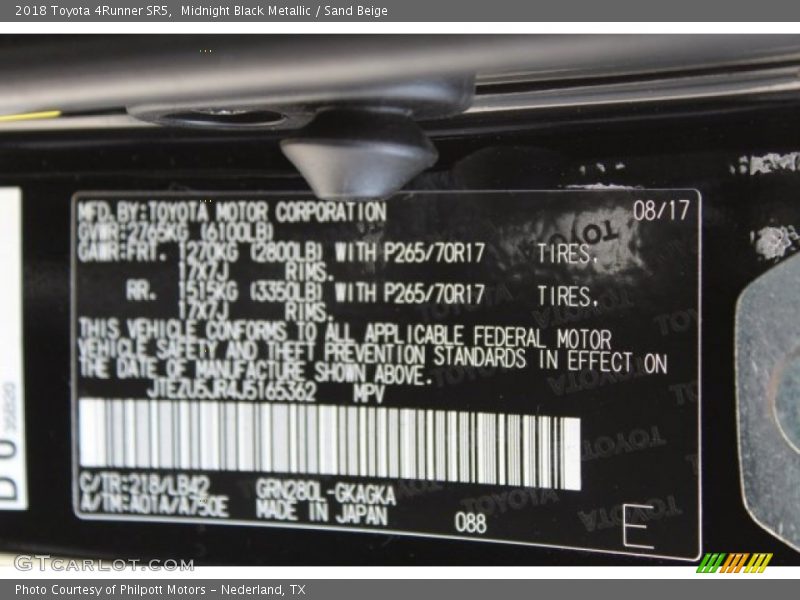 2018 Toyota 4Runner SR5,  Midnight Black Metallic / Sand Beige
MFD. BY: TOYOTA MOTOR CORPORATION 08/17
GVWR: 2765KG (6100LB)
GAWR: FRT. 1270KG (2800LB) WITH P265/70R17 TIRES,
17X7J RIMS.
RR. 1515KG (3350LB) WITH P265/70R17 TIRES,
17X7J RIMS.
THIS VEHICLE CONFORMS TO ALL APPLICABLE FEDERAL MOTOR
VEHICLE SAFETY AND THEFT PREVENTION STANDARDS IN EFFECT ON
THE DATE OF MANUFACTURE SHOWN ABOVE.
JTEZU5JR4J5165362 MPV
C/TR: 218/LB42 GRN280L-GKAGKA
A/TM: A01A/A750E MADE IN JAPAN 088 E
GTCARLOT.COM
Photo Courtesy of Philpott Motors - Nederland, TX